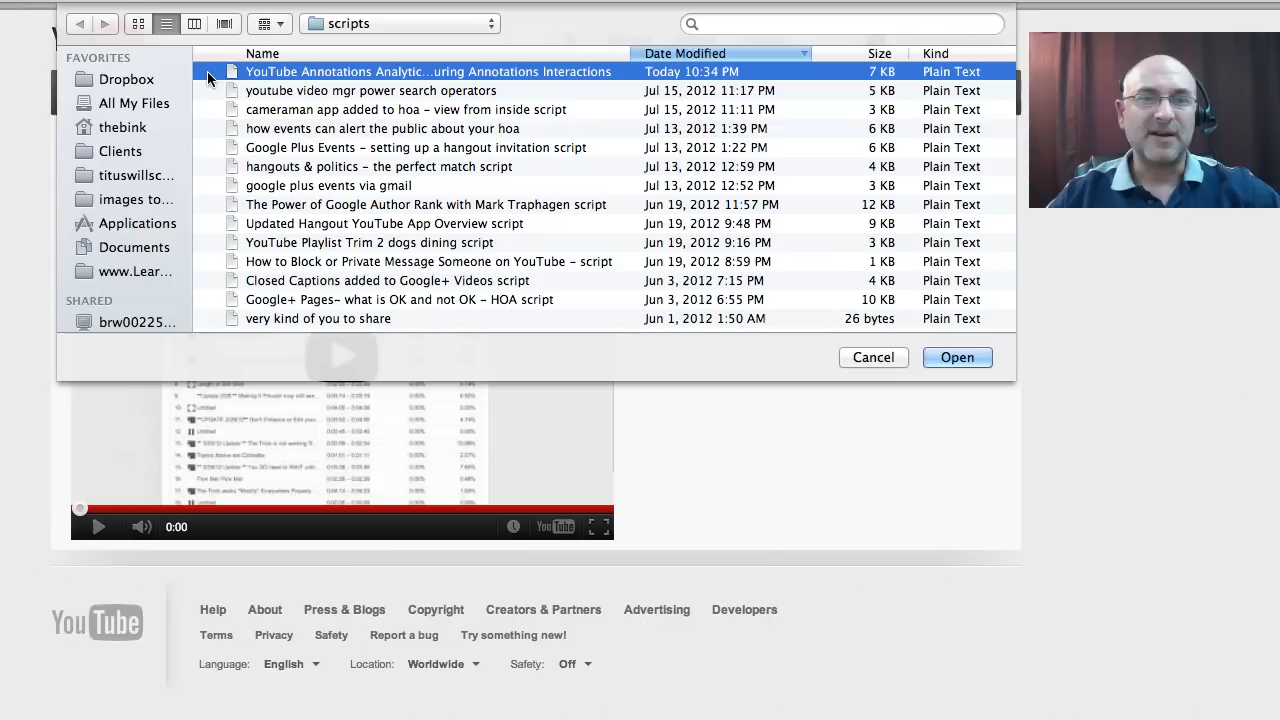 scripts
FAVORITES
Dropbox
All My Files
thebink
Clients
tituswillsc...
images to...
Applications
Documents
www.Lear...
SHARED
brw00225...
Name Date Modified Size Kind
YouTube Annotations Analytic...uring Annotations Interactions Today 10:34 PM 7 KB Plain Text
youtube video mgr power search operators Jul 15, 2012 11:17 PM 5 KB Plain Text
cameraman app added to hoa – view from inside script Jul 15, 2012 11:11 PM 3 KB Plain Text
how events can alert the public about your hoa Jul 13, 2012 1:39 PM 6 KB Plain Text
Google Plus Events – setting up a hangout invitation script Jul 13, 2012 1:22 PM 6 KB Plain Text
hangouts & politics – the perfect match script Jul 13, 2012 12:59 PM 4 KB Plain Text
google plus events via gmail Jul 13, 2012 12:52 PM 3 KB Plain Text
The Power of Google Author Rank with Mark Traphagen script Jun 19, 2012 11:57 PM 12 KB Plain Text
Updated Hangout YouTube App Overview script Jun 19, 2012 9:48 PM 9 KB Plain Text
YouTube Playlist Trim 2 dogs dining script Jun 19, 2012 9:16 PM 3 KB Plain Text
How to Block or Private Message Someone on YouTube – script Jun 19, 2012 8:59 PM 1 KB Plain Text
Closed Captions added to Google+ Videos script Jun 3, 2012 7:15 PM 4 KB Plain Text
Google+ Pages– what is OK and not OK – HOA script Jun 3, 2012 6:55 PM 10 KB Plain Text
very kind of you to share Jun 1, 2012 1:50 AM 26 bytes Plain Text
Cancel Open
0:00 YouTube
YouTube
Help About Press & Blogs Copyright Creators & Partners Advertising Developers
Terms Privacy Safety Report a bug Try something new!
Language: English Location: Worldwide Safety: Off